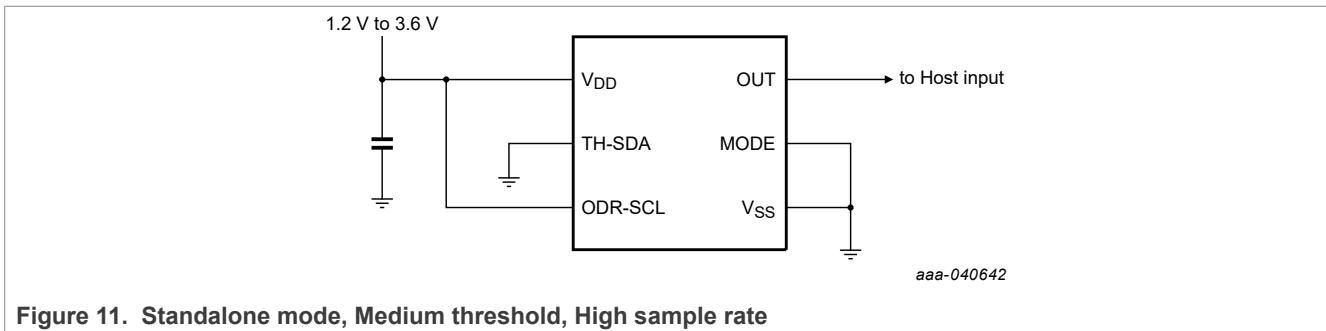 1.2 V to 3.6 V
VDD
OUT
to Host input
TH-SDA
MODE
ODR-SCL
VSS
aaa-040642
Figure 11. Standalone mode, Medium threshold, High sample rate